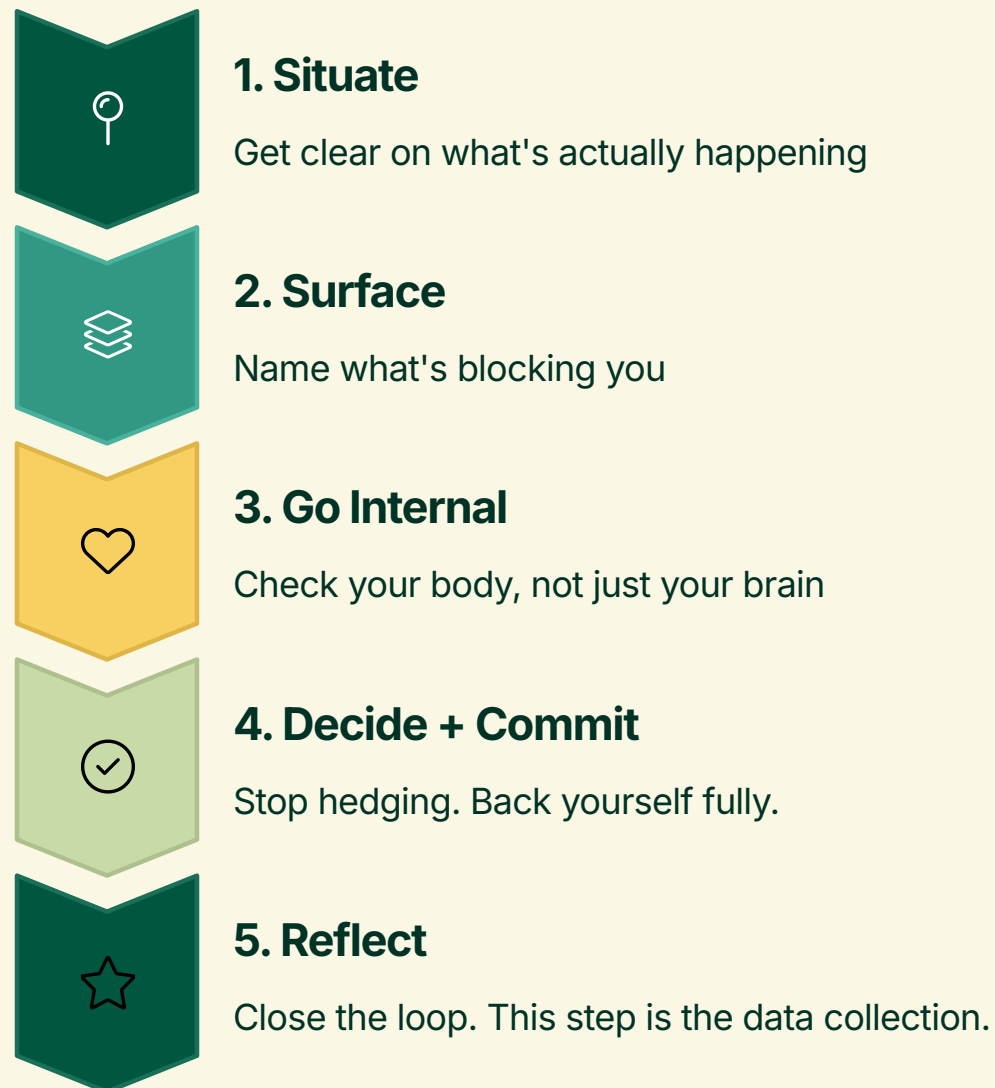 1. Situate
Get clear on what's actually happening
2. Surface
Name what's blocking you
3. Go Internal
Check your body, not just your brain
4. Decide + Commit
Stop hedging. Back yourself fully.
5. Reflect
Close the loop. This step is the data collection.